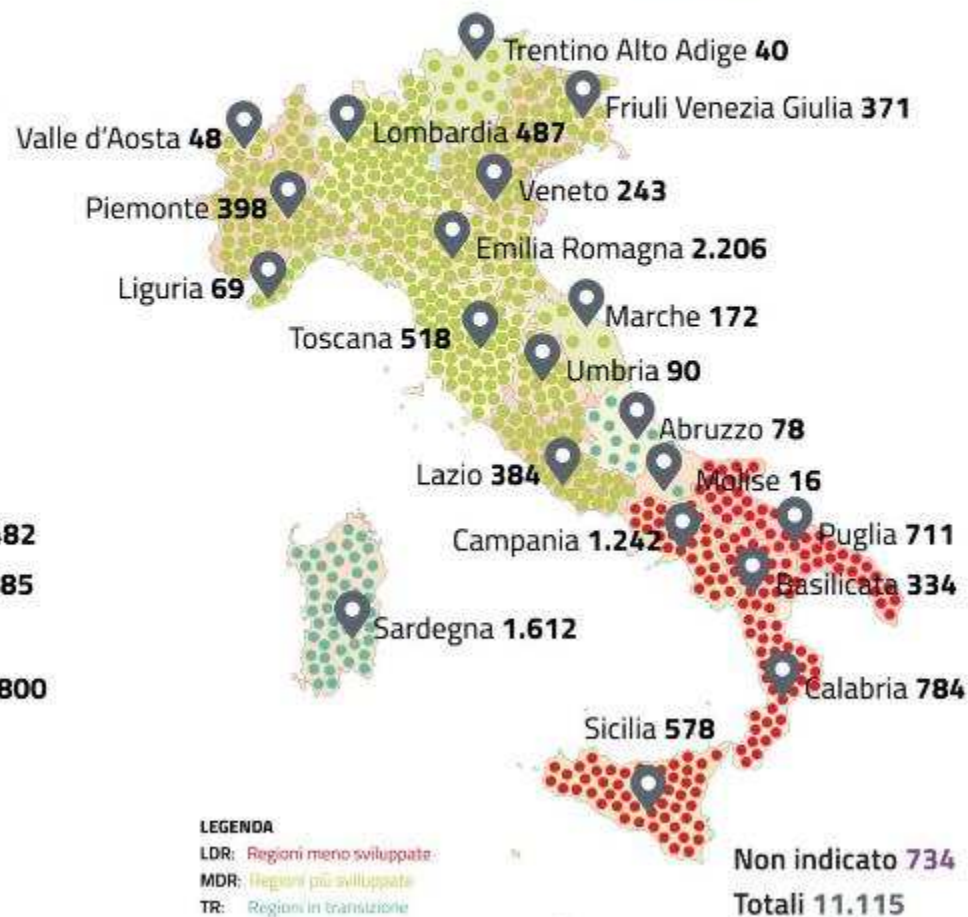 Trentino Alto Adige 40
Friuli Venezia Giulia 371
Valle d'Aosta 48
Lombardia 487
Veneto 243
Piemonte 398
Emilia Romagna 2.206
Liguria 69
Marche 172
Toscana 518
Umbria 90
Abruzzo 78
Lazio 384
Molise 16
482
Campania 1.242
Puglia 711
85
Basilicata 334
Sardegna 1.612
800
Calabria 784
Sicilia 578
LEGENDA
LDR: Regioni meno sviluppate
MDR: Regioni più sviluppate
TR: Regioni in transizione
Non indicato 734
Totali 11.115